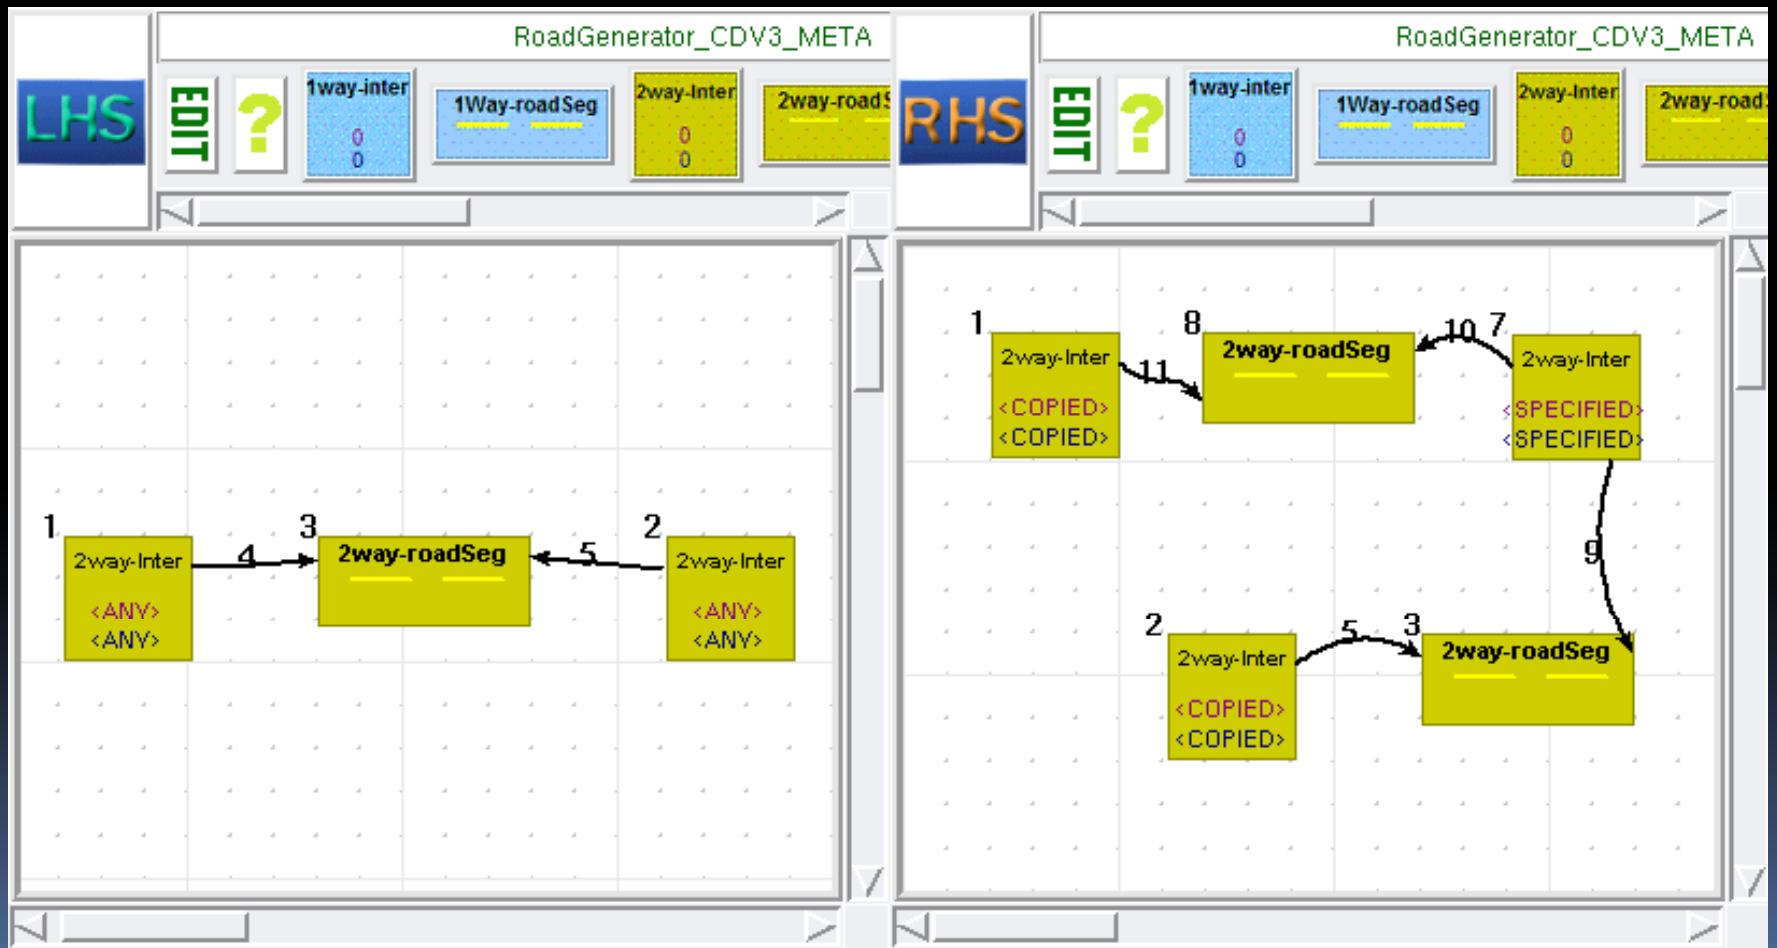 RoadGenerator_CDV3_META
LHS
EDIT
?
1way-inter
0
0
1Way-roadSeg
2way-Inter
0
0
2way-roadS
1
2way-Inter
<ANY>
<ANY>
4
3
2way-roadSeg
5
2
2way-Inter
<ANY>
<ANY>
RoadGenerator_CDV3_META
RHS
EDIT
?
1way-inter
0
0
1Way-roadSeg
2way-Inter
0
0
2way-road
1
2way-Inter
<COPIED>
<COPIED>
11
8
2way-roadSeg
10
7
2way-Inter
<SPECIFIED>
<SPECIFIED>
9
2
2way-Inter
<COPIED>
<COPIED>
5
3
2way-roadSeg